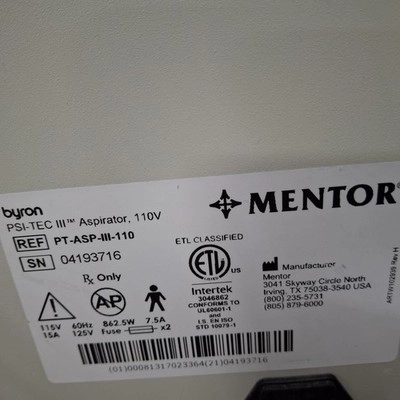 byron
PSI-TEC III™ Aspirator, 110V
REF PT-ASP-III-110
SN 04193716
Rx Only
AP
115V 60Hz 862.5W 7.5A
15A 125V Fuse x2
MENTOR
ETL CLASSIFIED
ETL
Intertek
3046862
CONFORMS TO
UL60601-1
and
I.S. EN ISO
STD 10079-1
Manufacturer
Mentor
3041 Skyway Circle North
Irving, TX 75038-3540 USA
(800) 235-5731
(805) 879-6000
(01)00081317023364(21)04193716